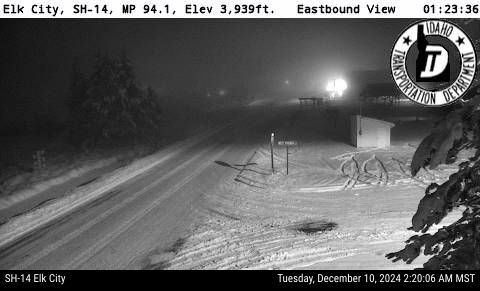 Elk City, SH-14, MP 94.1, Elev 3,939ft. Eastbound View 01:23:36
IDAHO
TRANSPORTATION DEPARTMENT
SH-14 Elk City Tuesday, December 10, 2024 2:20:06 AM MST